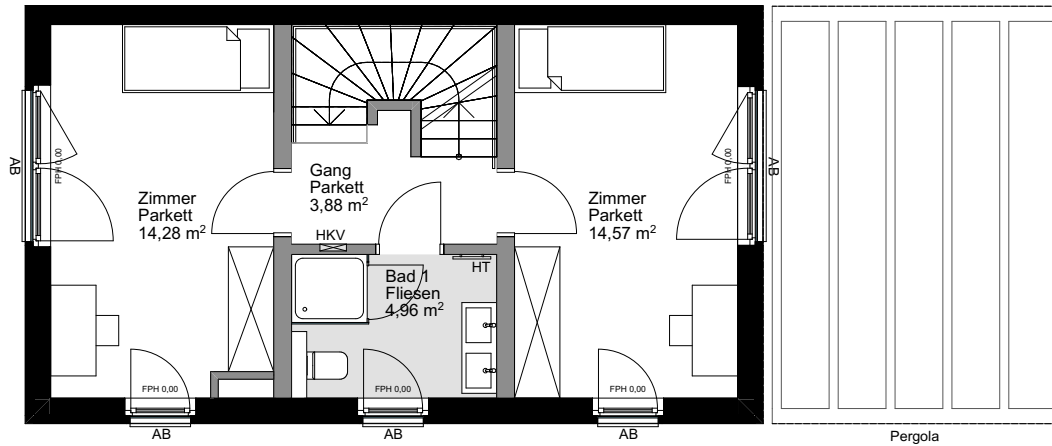 AB
FPH 0,00
Zimmer
Parkett
14,28 m²
Gang
Parkett
3,88 m²
HKV
Zimmer
Parkett
14,57 m²
FPH 0,00
AB
HT
Bad 1
Fliesen
4,96 m²
FPH 0,00
FPH 0,00
FPH 0,00
AB
AB
AB
Pergola